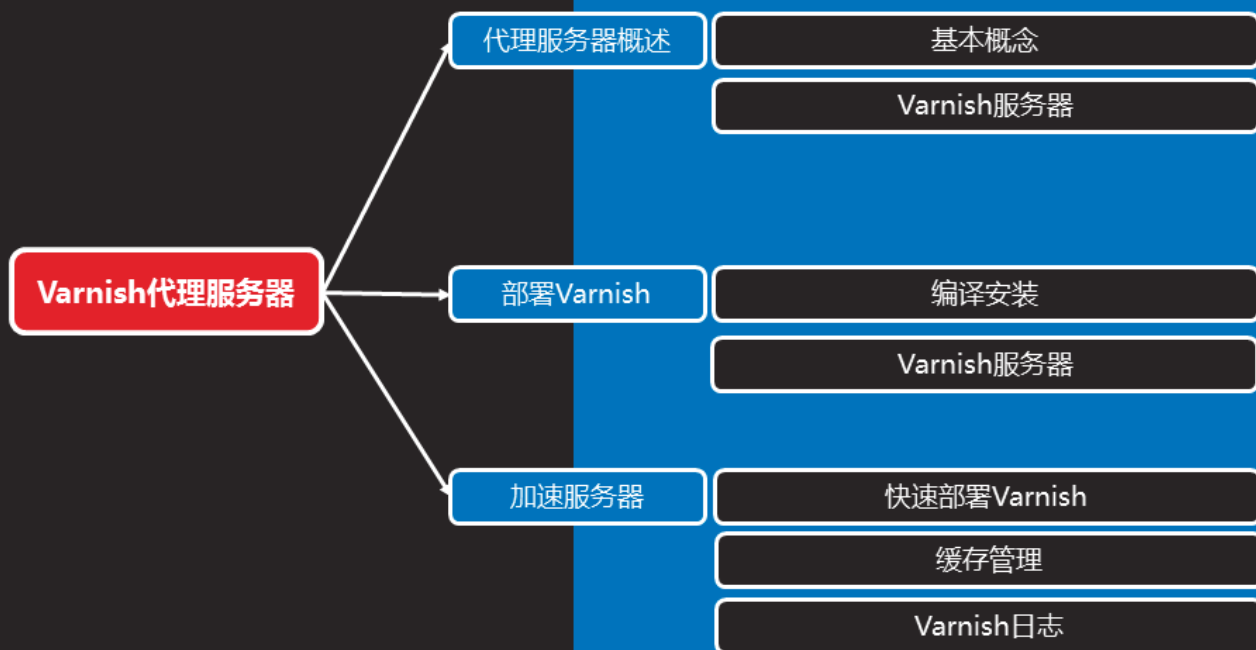 代理服务器概述
基本概念
Varnish服务器
Varnish代理服务器
部署Varnish
编译安装
Varnish服务器
加速服务器
快速部署Varnish
缓存管理
Varnish日志